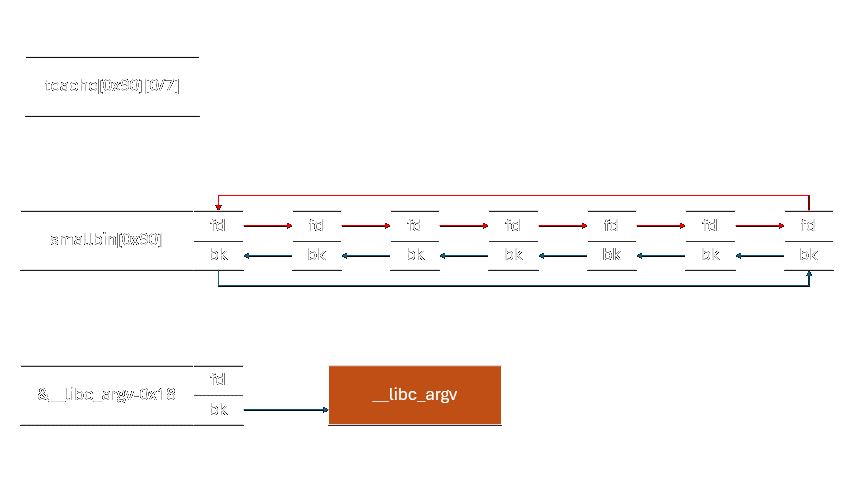 tcache[0x90][0/7]
fd fd fd fd fd fd fd
smallbin[0x90]
bk bk bk bk bk bk bk
fd
&__libc_argv-0x18
__libc_argv
bk